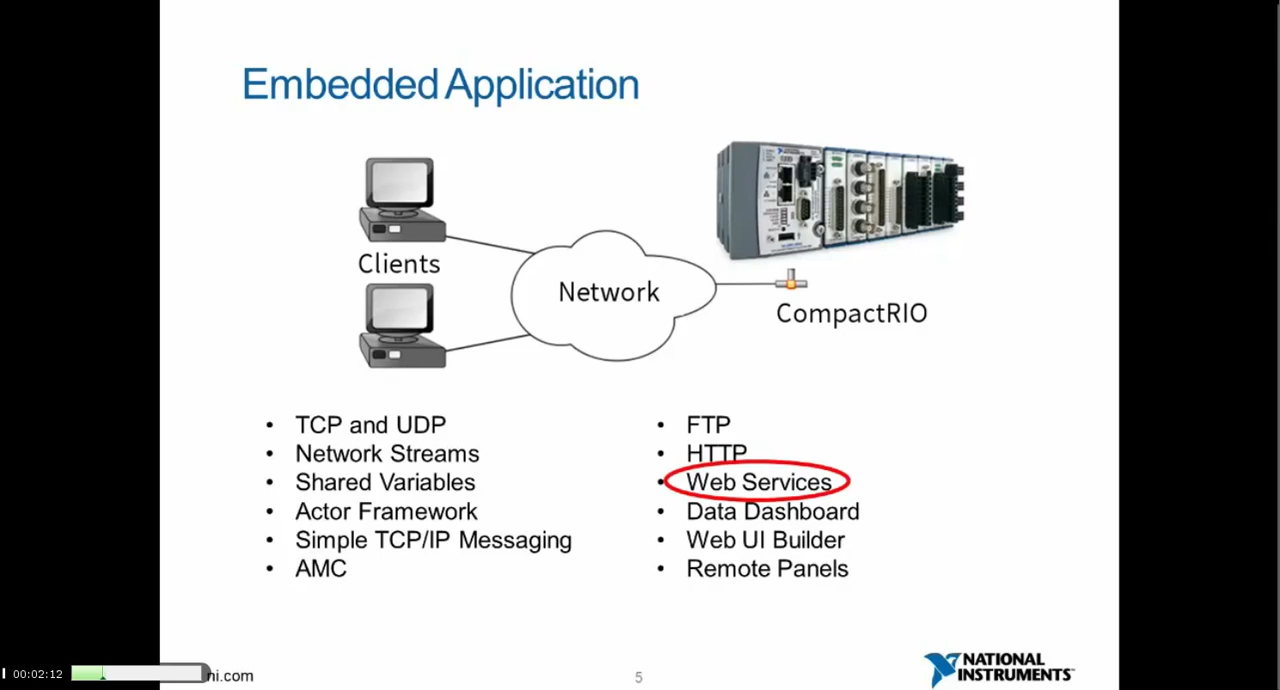 Embedded Application
Clients
Network
CompactRIO
• TCP and UDP
• Network Streams
• Shared Variables
• Actor Framework
• Simple TCP/IP Messaging
• AMC
• FTP
• HTTP
• Web Services
• Data Dashboard
• Web UI Builder
• Remote Panels
00:02:12
ni.com
5
NATIONAL
INSTRUMENTS™